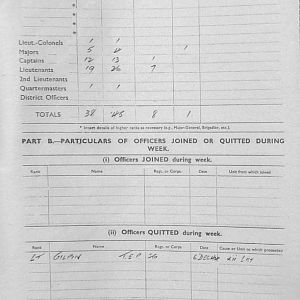 Lieut.-Colonels 1 1
Majors 5 4 1
Captains 12 13 1
Lieutenants 19 26 7
2nd Lieutenants
Quartermasters 1 1
District Officers
TOTALS 38 45 8 1
* Insert details of higher ranks as necessary (e.g., Major-General, Brigadier, etc.).
PART B.—PARTICULARS OF OFFICERS JOINED OR QUITTED DURING
WEEK.
(i) Officers JOINED during week.
Rank Name Regt. or Corps Date Unit from which joined
(ii) Officers QUITTED during week.
Rank Name Regt. or Corps Date Cause or Unit to which proceeded
LT GILPIN T.E.P SG 6 DEC